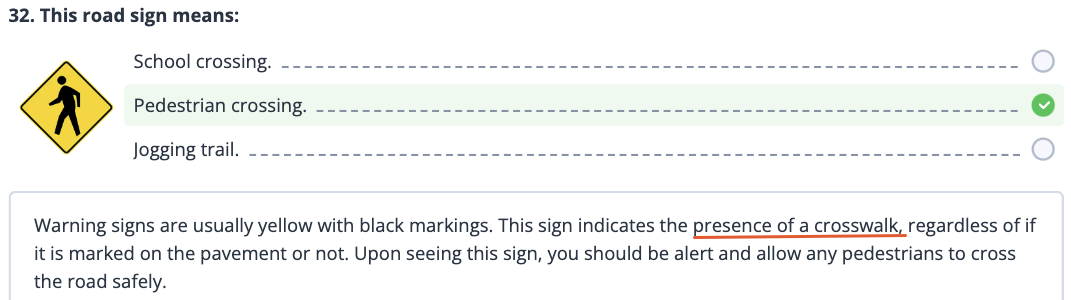 32. This road sign means:
School crossing.
Pedestrian crossing.
Jogging trail.
Warning signs are usually yellow with black markings. This sign indicates the presence of a crosswalk, regardless of if
it is marked on the pavement or not. Upon seeing this sign, you should be alert and allow any pedestrians to cross
the road safely.